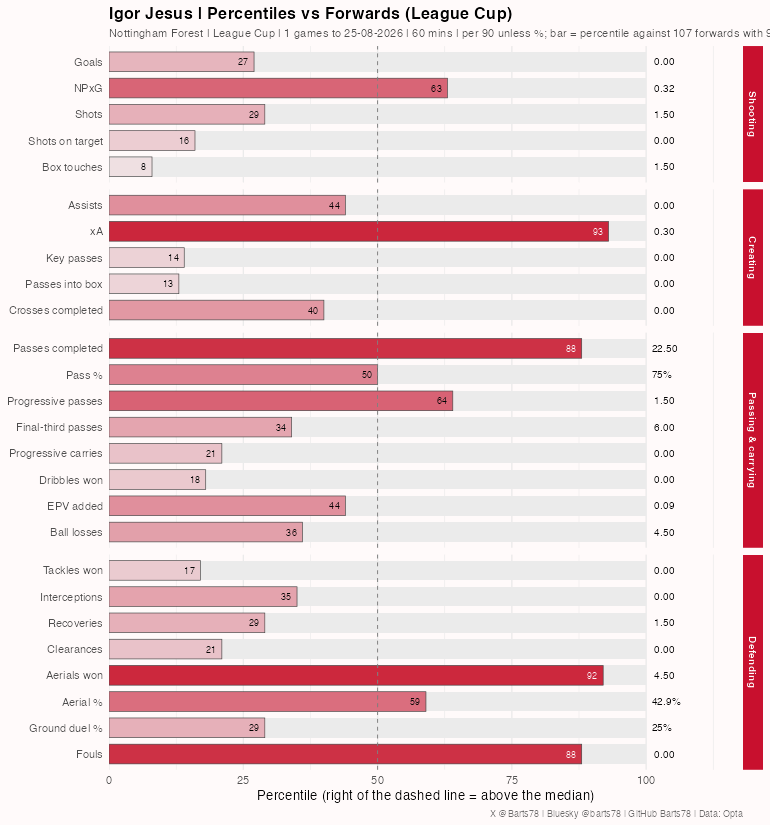 Igor Jesus | Percentiles vs Forwards (League Cup)
Nottingham Forest | League Cup | 1 games to 25-08-2026 | 60 mins | per 90 unless %; bar = percentile against 107 forwards with 9
Goals 27 0.00
NPxG 63 0.32
Shots 29 1.50
Shots on target 16 0.00
Box touches 8 1.50
Shooting
Assists 44 0.00
xA 93 0.30
Key passes 14 0.00
Passes into box 13 0.00
Crosses completed 40 0.00
Creating
Passes completed 88 22.50
Pass % 50 75%
Progressive passes 64 1.50
Final-third passes 34 6.00
Progressive carries 21 0.00
Dribbles won 18 0.00
EPV added 44 0.09
Ball losses 36 4.50
Passing & carrying
Tackles won 17 0.00
Interceptions 35 0.00
Recoveries 29 1.50
Clearances 21 0.00
Aerials won 92 4.50
Aerial % 59 42.9%
Ground duel % 29 25%
Fouls 88 0.00
Defending
0 25 50 75 100
Percentile (right of the dashed line = above the median)
X @Barts78 | Bluesky @barts78 | GitHub Barts78 | Data: Opta